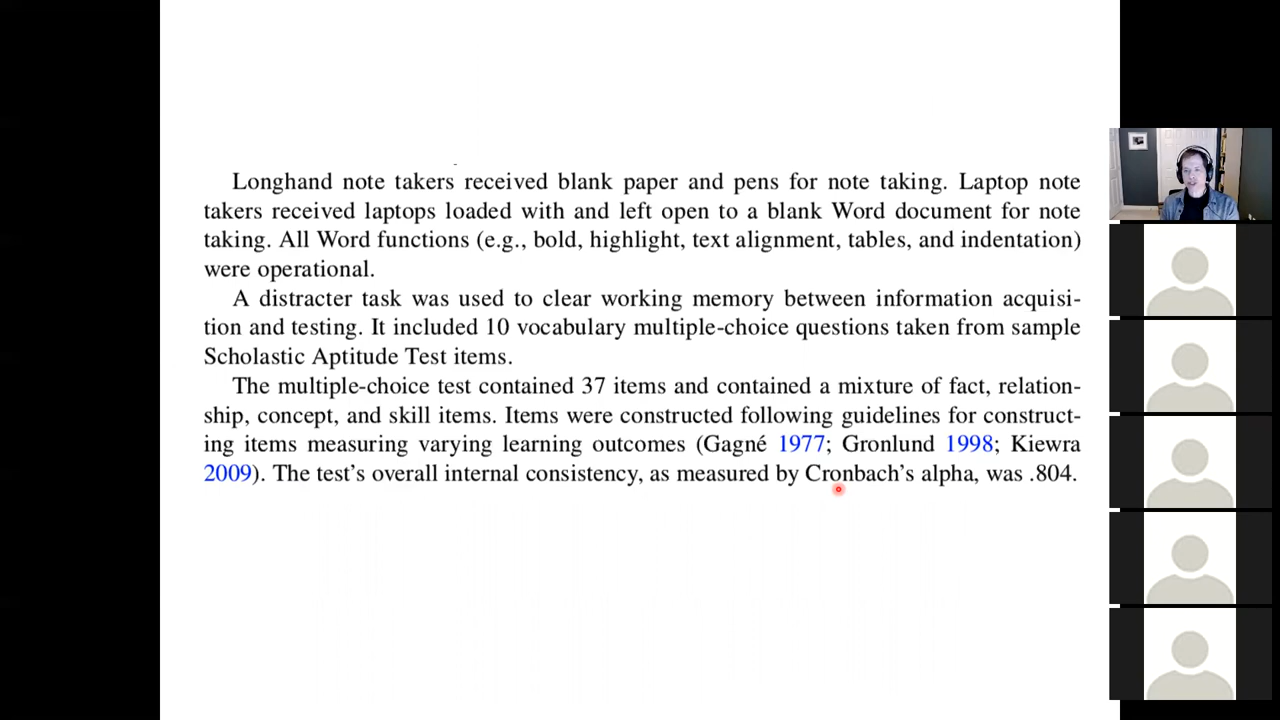 Longhand note takers received blank paper and pens for note taking. Laptop note
takers received laptops loaded with and left open to a blank Word document for note
taking. All Word functions (e.g., bold, highlight, text alignment, tables, and indentation)
were operational.
A distracter task was used to clear working memory between information acquisi-
tion and testing. It included 10 vocabulary multiple-choice questions taken from sample
Scholastic Aptitude Test items.
The multiple-choice test contained 37 items and contained a mixture of fact, relation-
ship, concept, and skill items. Items were constructed following guidelines for construct-
ing items measuring varying learning outcomes (Gagné 1977; Gronlund 1998; Kiewra
2009). The test's overall internal consistency, as measured by Cronbach's alpha, was .804.